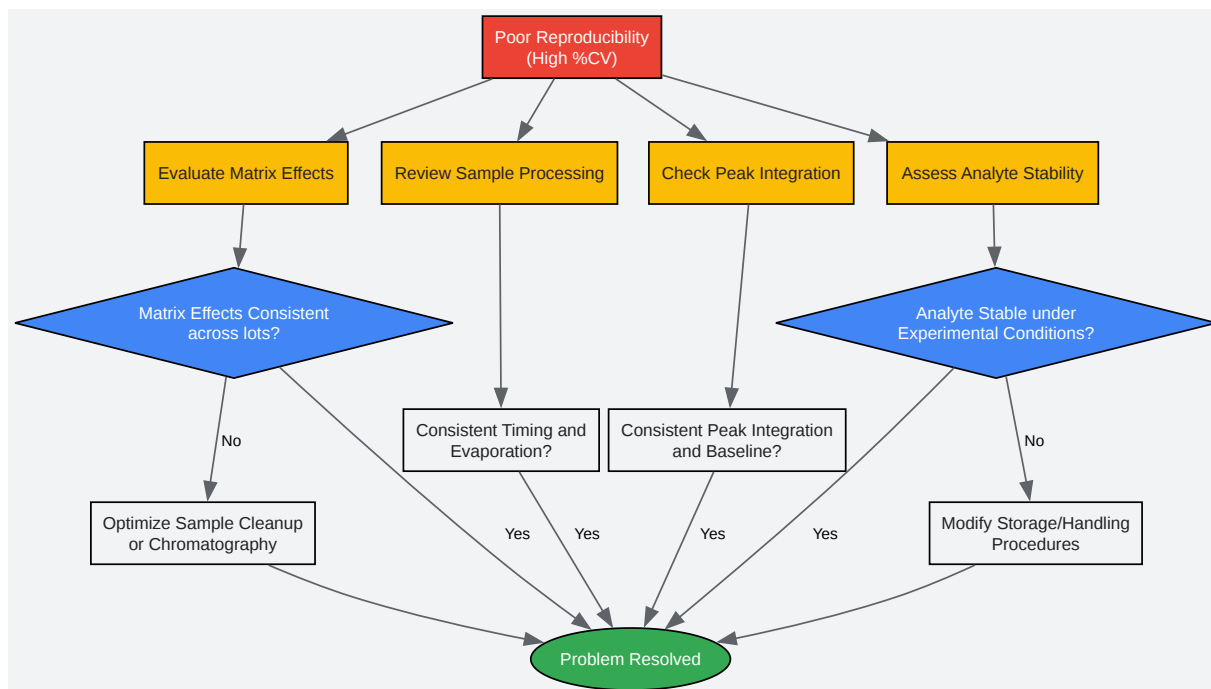 Poor Reproducibility
(High %CV)
Evaluate Matrix Effects
Review Sample Processing
Check Peak Integration
Assess Analyte Stability
Matrix Effects Consistent
across lots?
Analyte Stable under
Experimental Conditions?
Consistent Timing and
Evaporation?
Consistent Peak Integration
and Baseline?
No
No
Optimize Sample Cleanup
or Chromatography
Yes
Yes
Yes
Yes
Modify Storage/Handling
Procedures
Problem Resolved